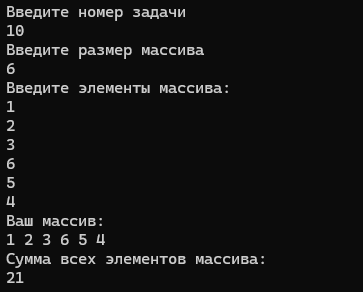 Введите номер задачи
10
Введите размер массива
6
Введите элементы массива:
1
2
3
6
5
4
Ваш массив:
1 2 3 6 5 4
Сумма всех элементов массива:
21